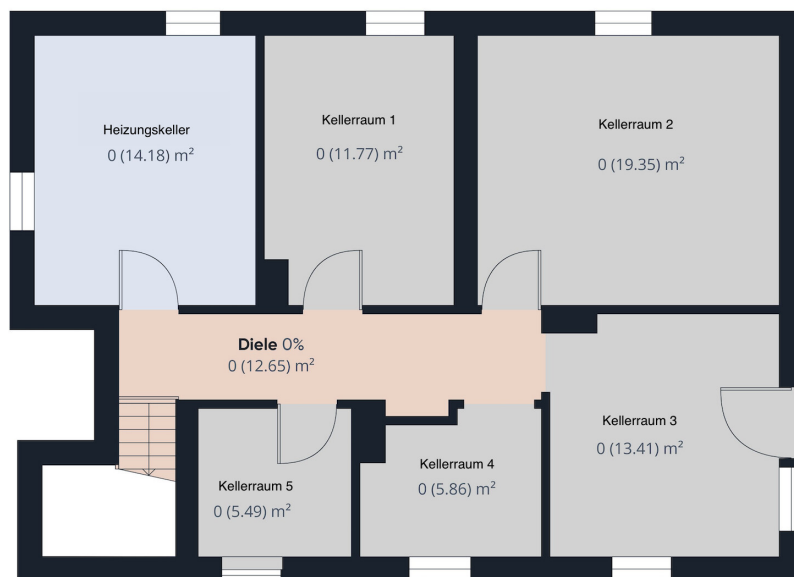 Heizungskeller
0 (14.18) m²
Kellerraum 1
0 (11.77) m²
Kellerraum 2
0 (19.35) m²
Diele 0%
0 (12.65) m²
Kellerraum 3
0 (13.41) m²
Kellerraum 4
0 (5.86) m²
Kellerraum 5
0 (5.49) m²